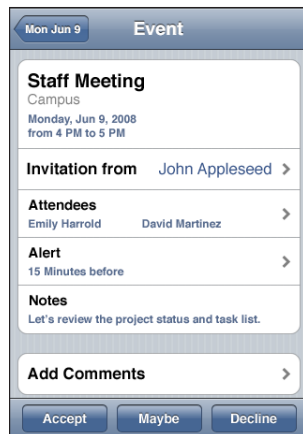 Mon Jun 9
Event
Staff Meeting
Campus
Monday, Jun 9, 2008
from 4 PM to 5 PM
Invitation from John Appleseed
Attendees
Emily Harrold David Martinez
Alert
15 Minutes before
Notes
Let's review the project status and task list.
Add Comments
Accept Maybe Decline